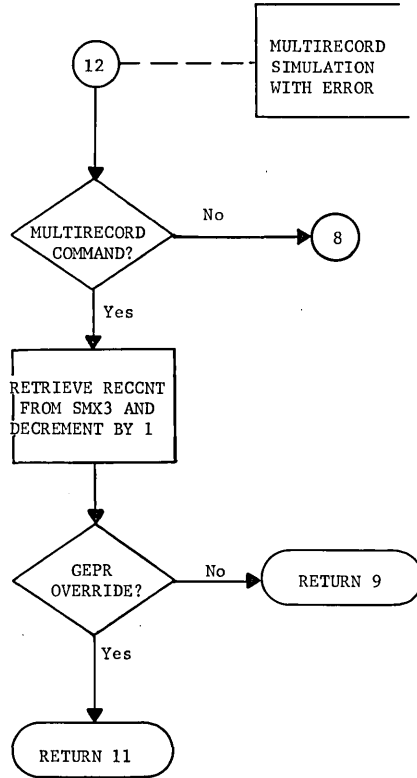 12
MULTIRECORD
SIMULATION
WITH ERROR
MULTIRECORD
COMMAND?
No
8
Yes
RETRIEVE RECCNT
FROM SMX3 AND
DECREMENT BY 1
GEPR
OVERRIDE?
No
RETURN 9
Yes
RETURN 11